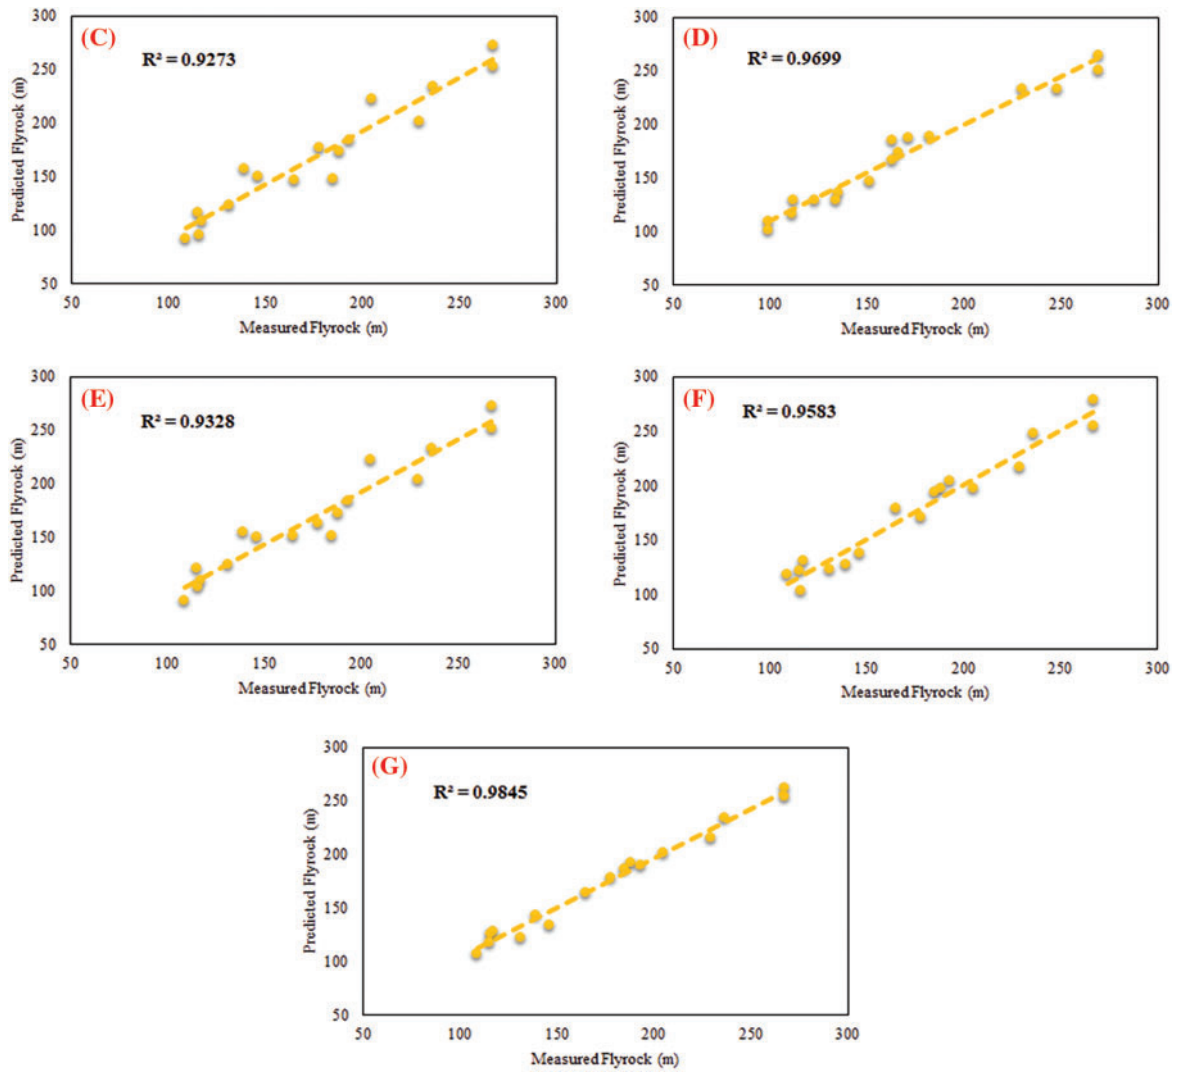 (C)
R² = 0.9273
Predicted Flyrock (m)
300
250
200
150
100
50
50 100 150 200 250 300
Measured Flyrock (m)
(D)
R² = 0.9699
Predicted Flyrock (m)
300
250
200
150
100
50
50 100 150 200 250 300
Measured Flyrock (m)
(E)
R² = 0.9328
Predicted Flyrock (m)
300
250
200
150
100
50
50 100 150 200 250 300
Measured Flyrock (m)
(F)
R² = 0.9583
Predicted Flyrock (m)
300
250
200
150
100
50
50 100 150 200 250 300
Measured Flyrock (m)
(G)
R² = 0.9845
Predicted Flyrock (m)
300
250
200
150
100
50
50 100 150 200 250 300
Measured Flyrock (m)